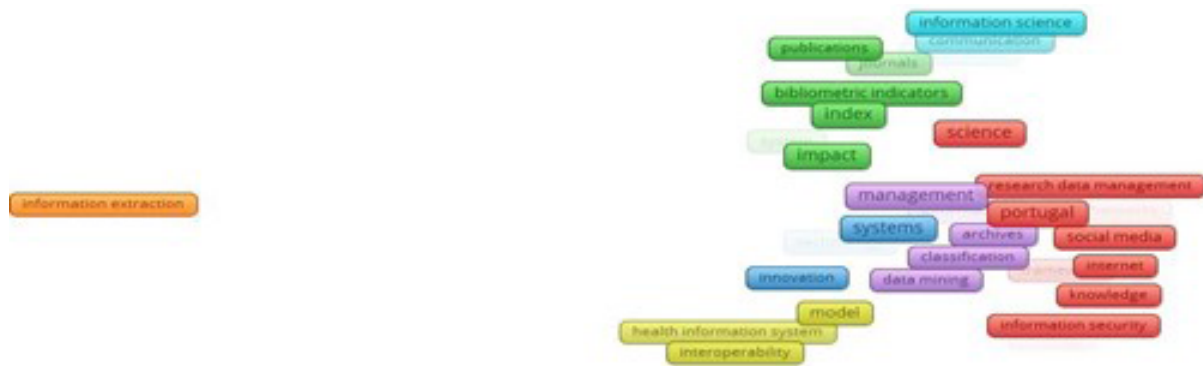 information science
communication
publications
journals
bibliometric indicators
index
science
impact
research data management
management
information extraction
portugal
systems
archives
social media
classification
internet
innovation
data mining
knowledge
model
information security
health information system
interoperability